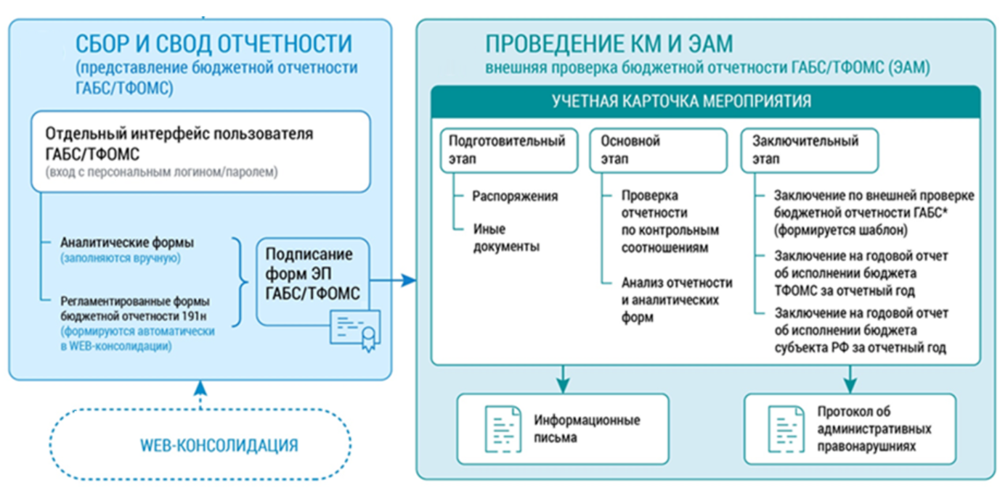 СБОР И СВОД ОТЧЕТНОСТИ
(представление бюджетной отчетности
ГАБС/ТФОМС)
Отдельный интерфейс пользователя
ГАБС/ТФОМС
(вход с персональным логином/паролем)
Аналитические формы
(заполняются вручную)
Регламентированные формы
бюджетной отчетности 191н
(формируются автоматически
в WEB-консолидации)
Подписание
форм ЭП
ГАБС/ТФОМС
WEB-КОНСОЛИДАЦИЯ
ПРОВЕДЕНИЕ КМ И ЭАМ
внешняя проверка бюджетной отчетности ГАБС/ТФОМС (ЭАМ)
УЧЕТНАЯ КАРТОЧКА МЕРОПРИЯТИЯ
Подготовительный
этап
Распоряжения
Иные
документы
Основной
этап
Проверка
отчетности
по контрольным
соотношениям
Анализ отчетности
и аналитических
форм
Заключительный
этап
Заключение по внешней проверке
бюджетной отчетности ГАБС*
(формируется шаблон)
Заключение на годовой отчет
об исполнении бюджета
ТФОМС за отчетный год
Заключение на годовой отчет
об исполнении бюджета
субъекта РФ за отчетный год
Информационные
письма
Протокол об
административных
правонарушниях